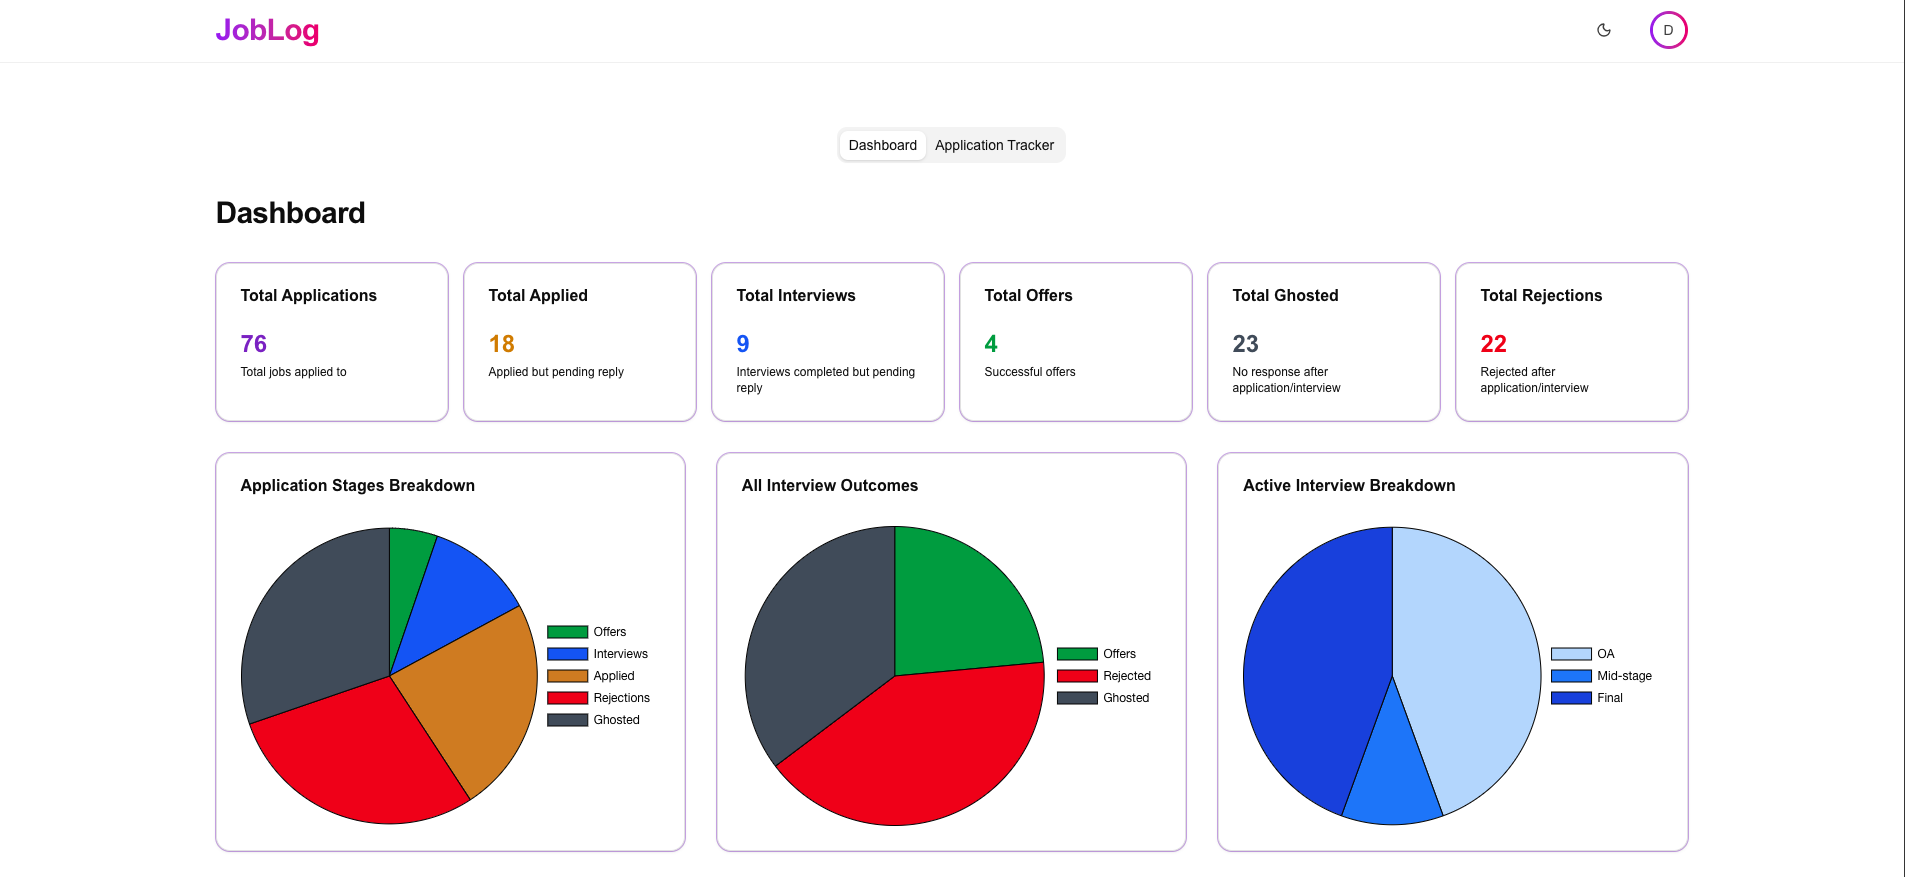 JobLog
D
Dashboard
Application Tracker
Dashboard
Total Applications
76
Total jobs applied to
Total Applied
18
Applied but pending reply
Total Interviews
9
Interviews completed but pending
reply
Total Offers
4
Successful offers
Total Ghosted
23
No response after
application/interview
Total Rejections
22
Rejected after
application/interview
Application Stages Breakdown
Offers
Interviews
Applied
Rejections
Ghosted
All Interview Outcomes
Offers
Rejected
Ghosted
Active Interview Breakdown
OA
Mid-stage
Final